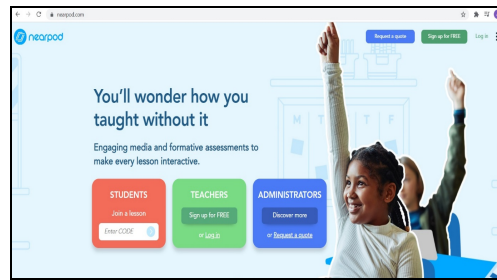 nearpod.com
nearpod
Request a quote
Sign up for FREE
Log in
You'll wonder how you
taught without it
Engaging media and formative assessments to
make every lesson interactive.
STUDENTS
Join a lesson
Enter CODE
TEACHERS
Sign up for FREE
or Log in
ADMINISTRATORS
Discover more
or Request a quote
M T T F